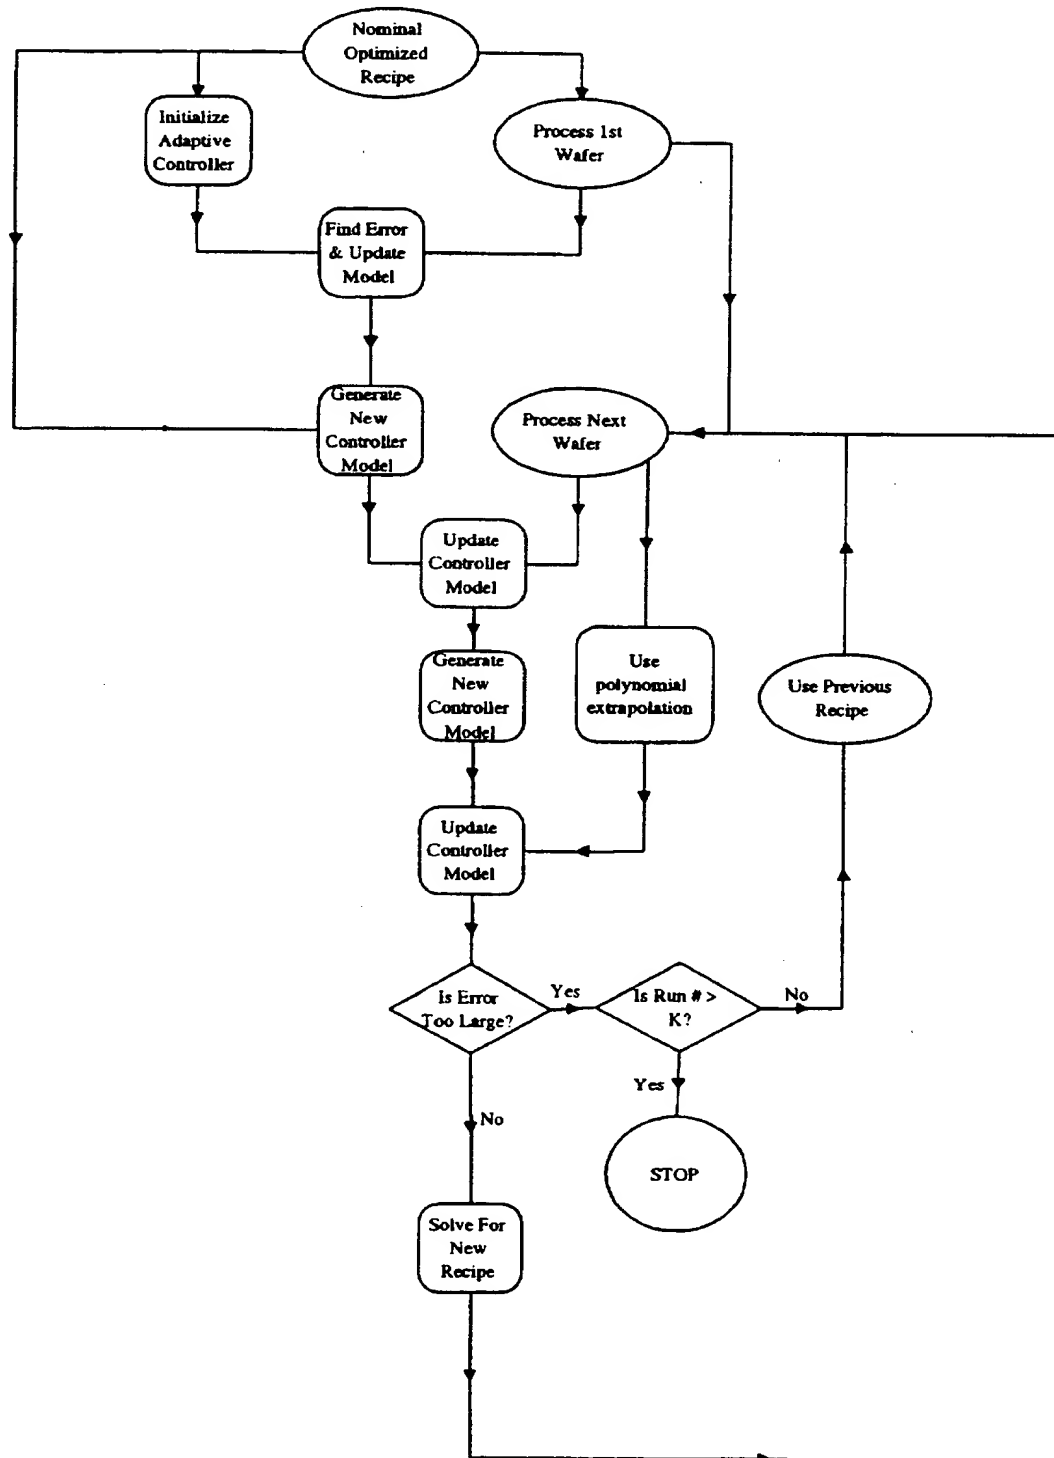 Nominal
Optimized
Recipe
Initialize
Adaptive
Controller
Process 1st
Wafer
Find Error
& Update
Model
Generate
New
Controller
Model
Process Next
Wafer
Update
Controller
Model
Generate
New
Controller
Model
Use
polynomial
extrapolation
Use Previous
Recipe
Update
Controller
Model
Is Error
Too Large?
Yes
Is Run # >
K?
No
Yes
No
STOP
Solve For
New
Recipe